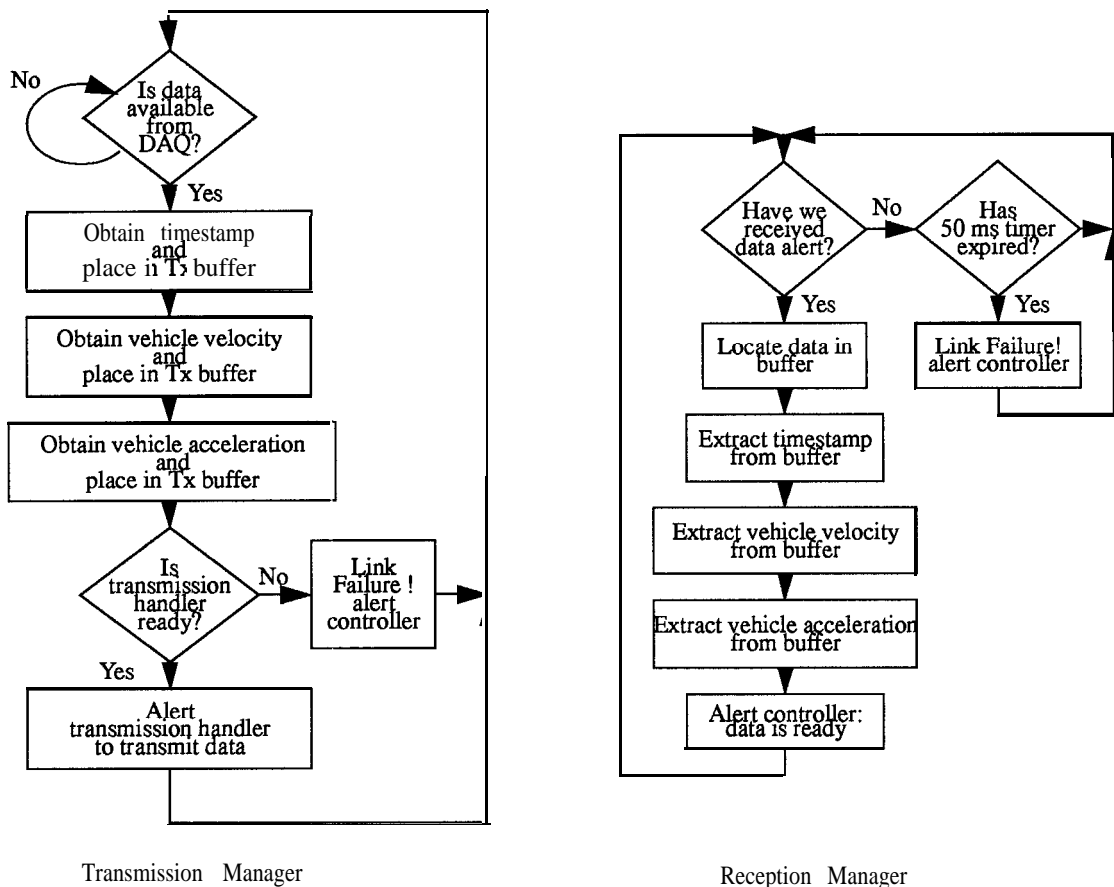 No
Is data
available
from
DAQ?
Yes
Obtain timestamp
and
place in Tx buffer
Obtain vehicle velocity
and
place in Tx buffer
Obtain vehicle acceleration
and
place in Tx buffer
Is
transmission
handler
ready?
No
Link
Failure !
alert
controller
Yes
Alert
transmission handler
to transmit data
Transmission Manager
Have we
received
data alert?
No
Has
50 ms timer
expired?
Yes
Yes
Locate data in
buffer
Link Failure!
alert controller
Extract timestamp
from buffer
Extract vehicle velocity
from buffer
Extract vehicle acceleration
from buffer
Alert controller:
data is ready
Reception Manager